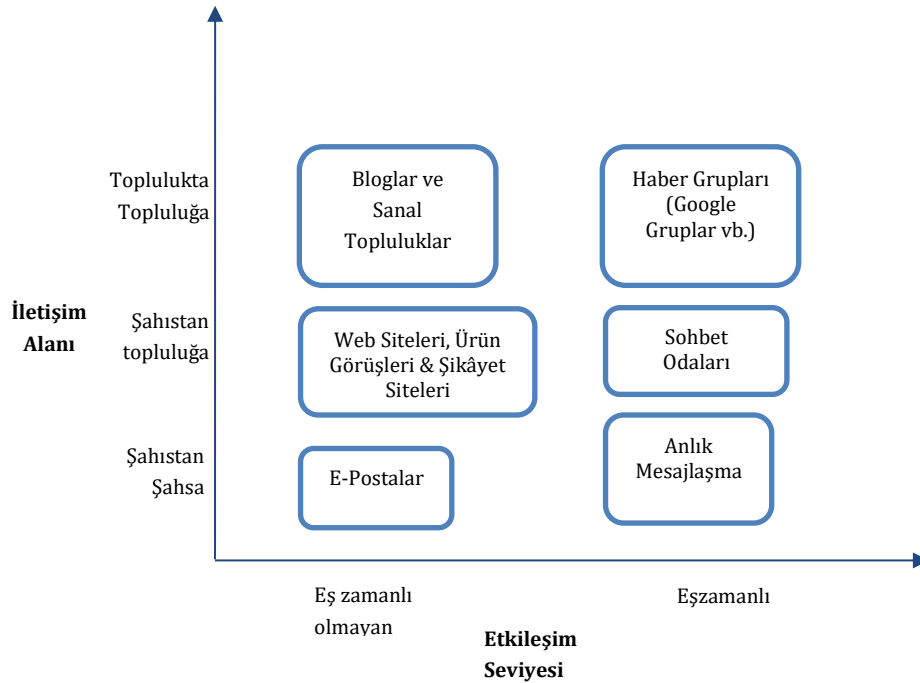 Toplulukta
Topluluğa
Bloglar ve
Sanal
Topluluklar
Haber Grupları
(Google
Gruplar vb.)
İletişim
Alanı
Şahıstan
topluluğa
Web Siteleri, Ürün
Görüşleri & Şikâyet
Siteleri
Sohbet
Odaları
Şahıstan
Şahsa
E-Postalar
Anlık
Mesajlaşma
Eş zamanlı
olmayan
Eşzamanlı
Etkileşim
Seviyesi